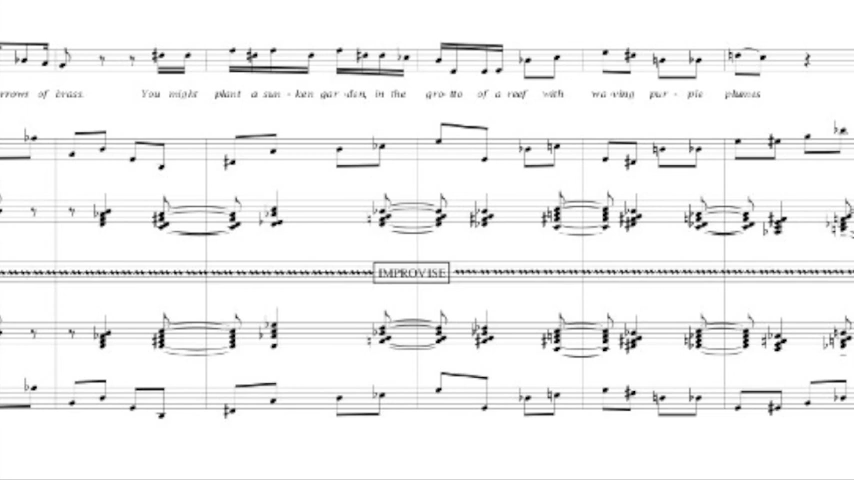 rrows of brass. You might plant a sun - ken gar - den, in the gro - tto of a reef with wa - ving pur - ple plumes
IMPROVISE